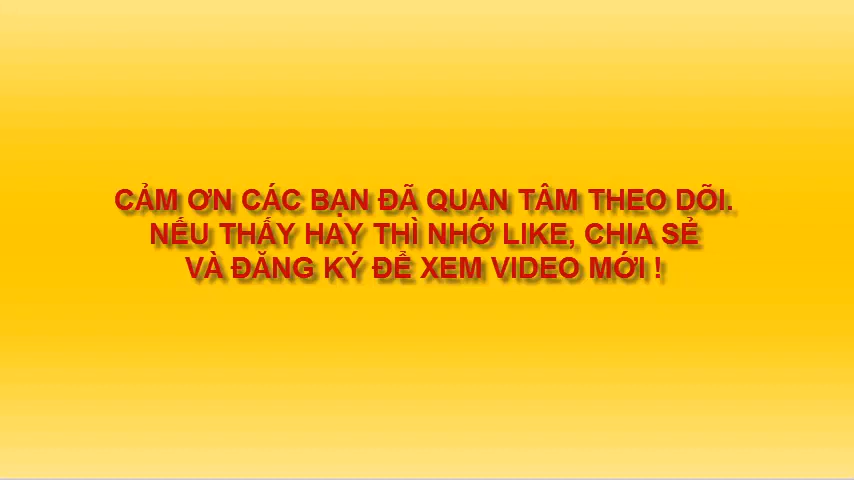 CẢM ƠN CÁC BẠN ĐÃ QUAN TÂM THEO DÕI.
NẾU THẤY HAY THÌ NHỚ LIKE, CHIA SẺ
VÀ ĐĂNG KÝ ĐỂ XEM VIDEO MỚI !